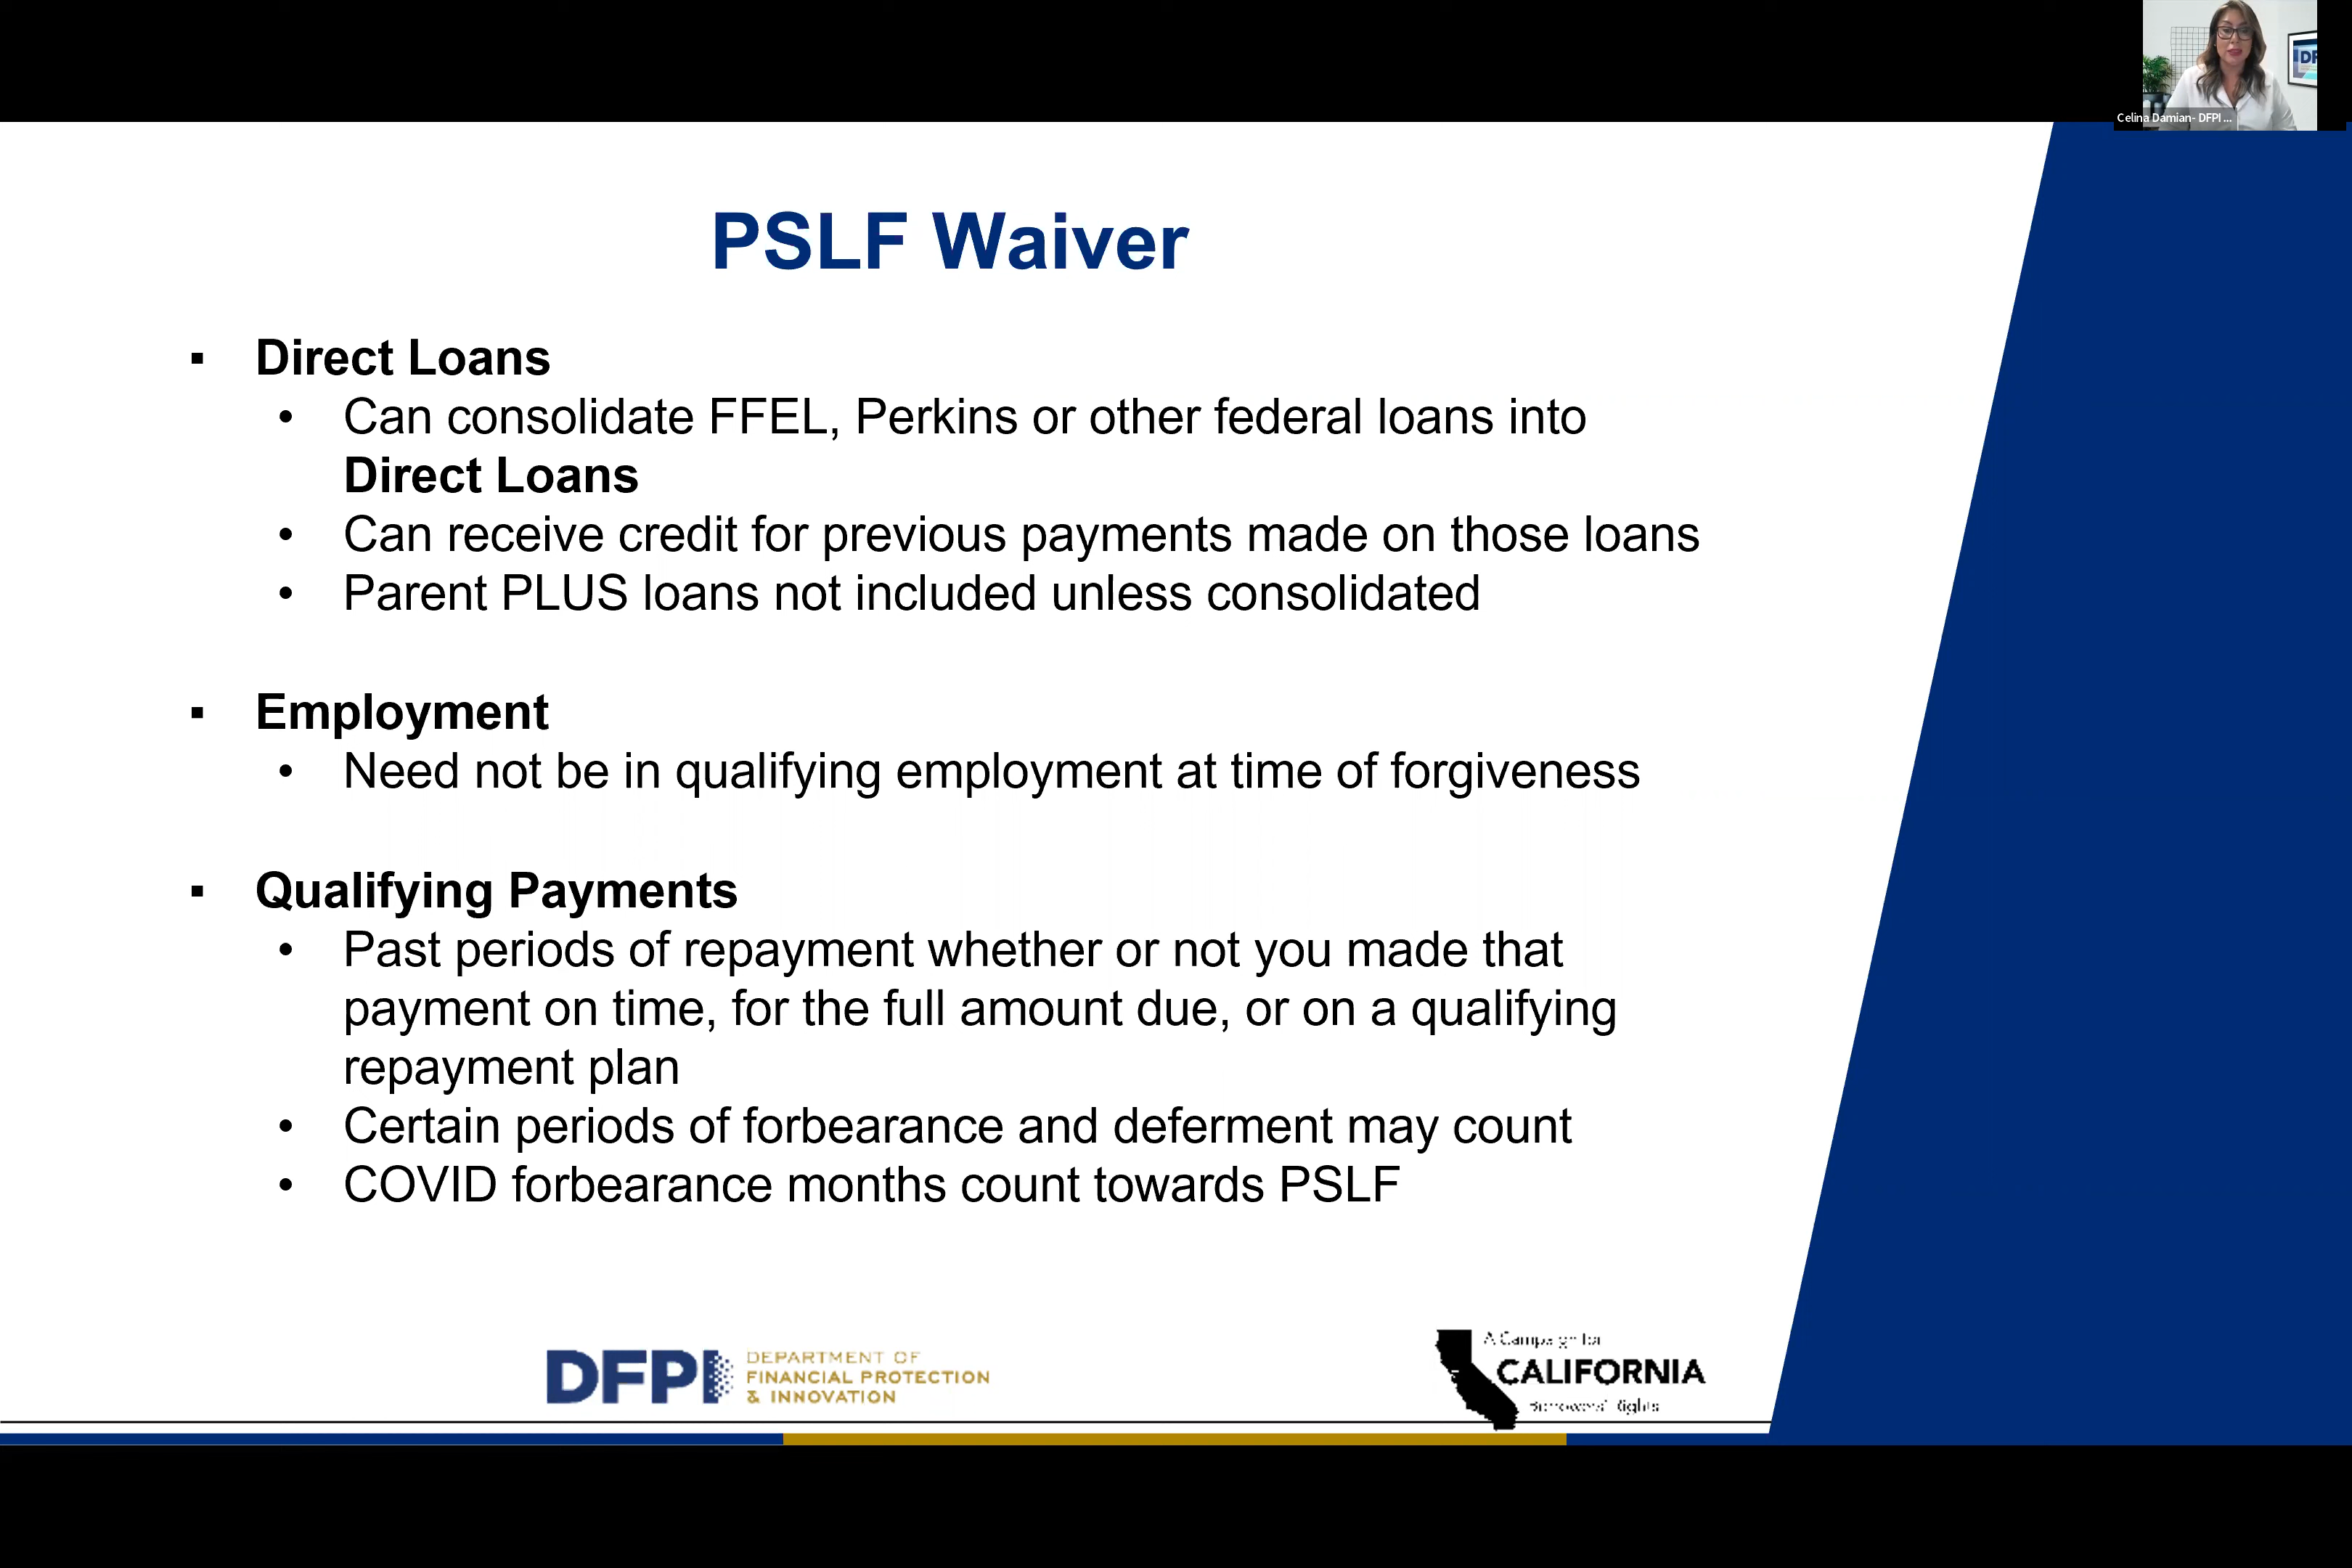 Celina Damian- DFPI ...
PSLF Waiver
▪ Direct Loans
• Can consolidate FFEL, Perkins or other federal loans into
Direct Loans
• Can receive credit for previous payments made on those loans
• Parent PLUS loans not included unless consolidated
▪ Employment
• Need not be in qualifying employment at time of forgiveness
▪ Qualifying Payments
• Past periods of repayment whether or not you made that
payment on time, for the full amount due, or on a qualifying
repayment plan
• Certain periods of forbearance and deferment may count
• COVID forbearance months count towards PSLF
DFPI
DEPARTMENT OF
FINANCIAL PROTECTION
& INNOVATION
A Campaign for
CALIFORNIA
Borrowers' Rights